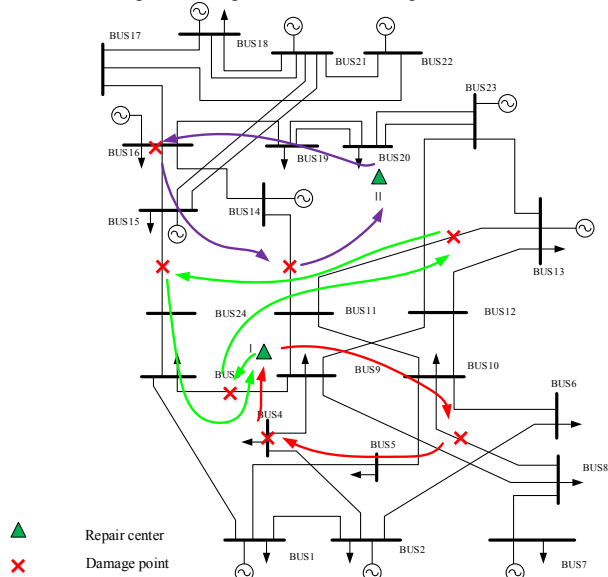 BUS17
BUS18
BUS21
BUS22
BUS23
BUS16
BUS19
BUS20
II
BUS15
BUS14
BUS13
BUS24
BUS11
BUS12
I
BUS9
BUS10
BUS6
BUS4
BUS5
BUS8
BUS1
BUS2
BUS7
Repair center
Damage point